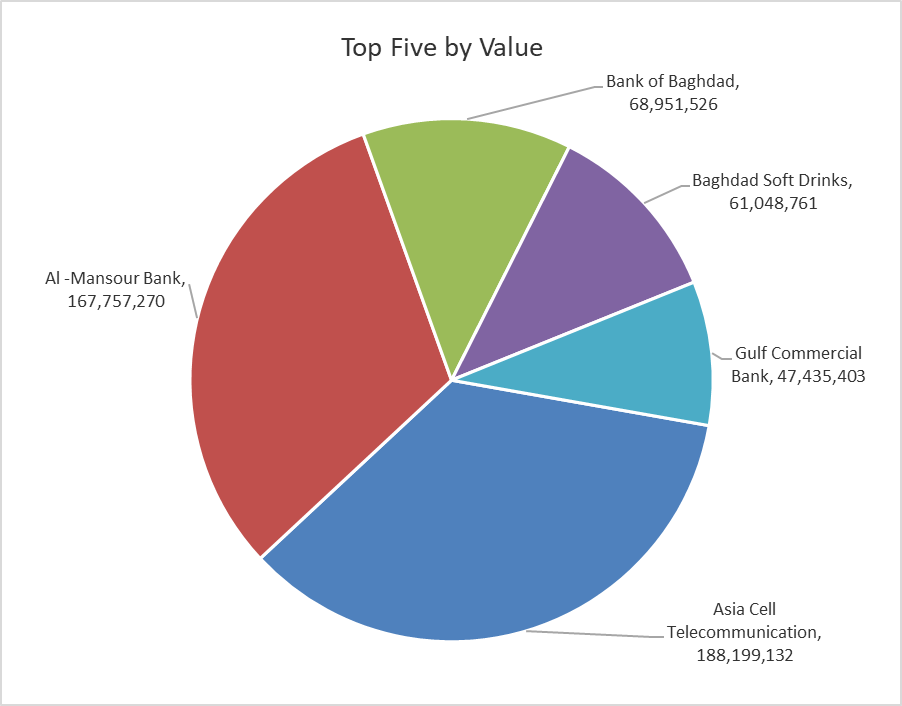 Top Five by Value
Bank of Baghdad,
68,951,526
Baghdad Soft Drinks,
61,048,761
Al -Mansour Bank,
167,757,270
Gulf Commercial
Bank, 47,435,403
Asia Cell
Telecommunication,
188,199,132